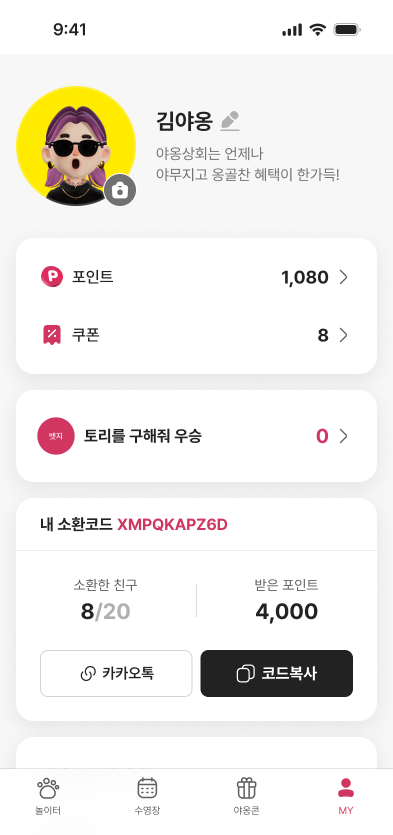 9:41
김야옹
야옹상회는 언제나
야무지고 옹골찬 혜택이 한가득!
포인트 1,080
쿠폰 8
뱃지 토리를 구해줘 우승 0
내 소환코드 XMPQKAPZ6D
소환한 친구 받은 포인트
8/20 4,000
카카오톡 코드복사
놀이터 수영장 야옹콘 MY